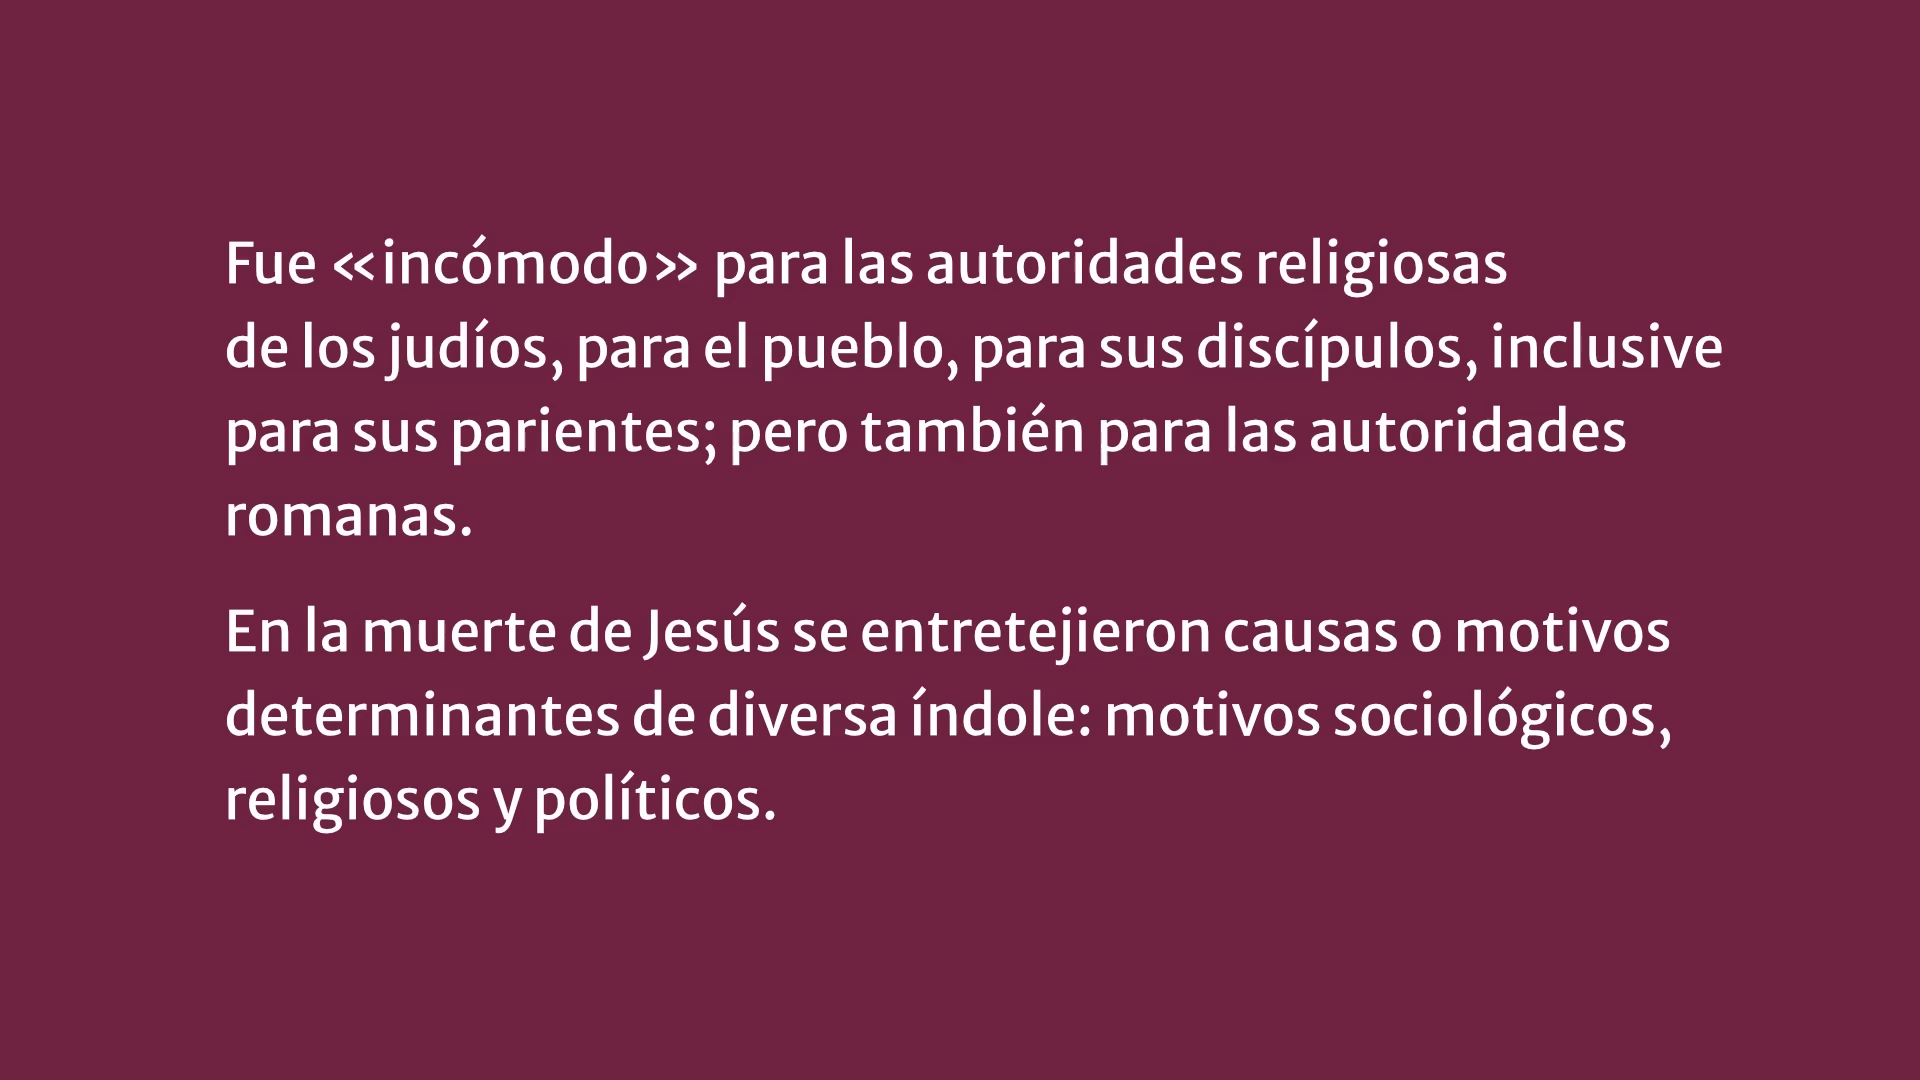 Fue «incómodo» para las autoridades religiosas
de los judíos, para el pueblo, para sus discípulos, inclusive
para sus parientes; pero también para las autoridades
romanas.
En la muerte de Jesús se entretejieron causas o motivos
determinantes de diversa índole: motivos sociológicos,
religiosos y políticos.